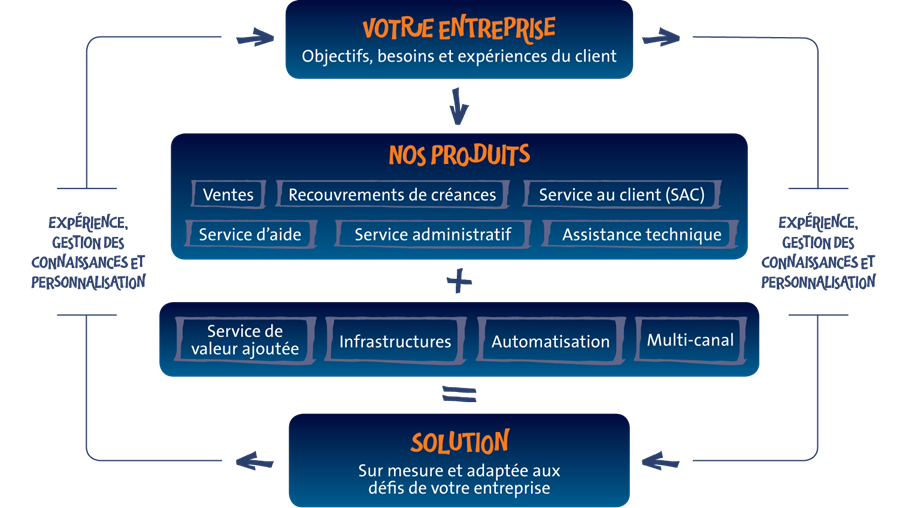 VOTRE ENTREPRISE
Objectifs, besoins et expériences du client
NOS PRODUITS
Ventes
Recouvrements de créances
Service au client (SAC)
Service d'aide
Service administratif
Assistance technique
EXPÉRIENCE,
GESTION DES
CONNAISSANCES ET
PERSONNALISATION
EXPÉRIENCE,
GESTION DES
CONNAISSANCES ET
PERSONNALISATION
+
Service de
valeur ajoutée
Infrastructures
Automatisation
Multi-canal
=
SOLUTION
Sur mesure et adaptée aux
défis de votre entreprise